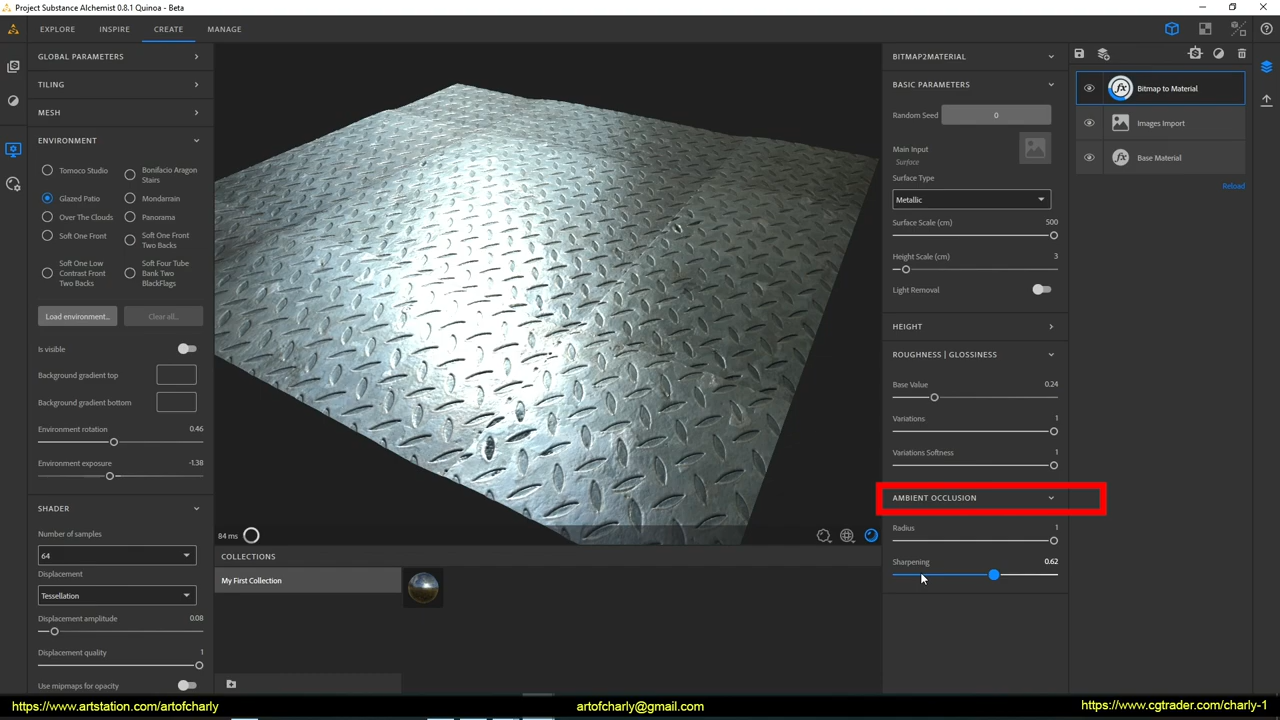 Project Substance Alchemist 0.8.1 Quinoa - Beta
EXPLORE INSPIRE CREATE MANAGE
GLOBAL PARAMETERS
TILING
MESH
ENVIRONMENT
Tomoco Studio
Bonifacio Aragon
Stairs
Glazed Patio
Mondarrain
Over The Clouds
Panorama
Soft One Front
Soft One Front
Two Backs
Soft One Low
Contrast Front
Two Backs
Soft Four Tube
Bank Two
BlackFlags
Load environment...
Clear all...
Is visible
Background gradient top
Background gradient bottom
Environment rotation 0.46
Environment exposure -1.38
SHADER
Number of samples
64
Displacement
Tessellation
Displacement amplitude 0.08
Displacement quality 1
Use mipmaps for opacity
84 ms
COLLECTIONS
My First Collection
BITMAP2MATERIAL
BASIC PARAMETERS
Random Seed 0
Main Input
Surface
Surface Type
Metallic
Surface Scale (cm) 500
Height Scale (cm) 3
Light Removal
HEIGHT
ROUGHNESS | GLOSSINESS
Base Value 0.24
Variations 1
Variations Softness 1
AMBIENT OCCLUSION
Radius 1
Sharpening 0.62
fx Bitmap to Material
Images Import
fx Base Material
Reload
https://www.artstation.com/artofcharly
artofcharly@gmail.com
https://www.cgtrader.com/charly-1